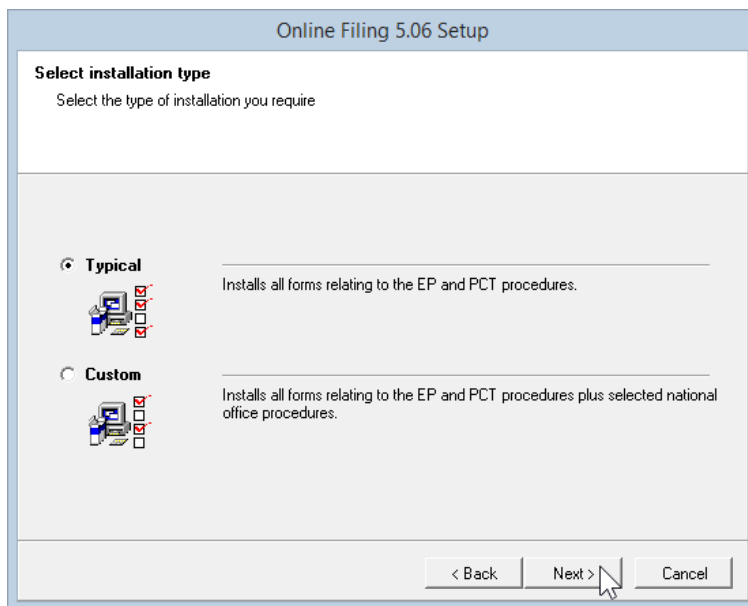 Online Filing 5.06 Setup
Select installation type
Select the type of installation you require
Typical
Installs all forms relating to the EP and PCT procedures.
Custom
Installs all forms relating to the EP and PCT procedures plus selected national
office procedures.
< Back
Next >
Cancel